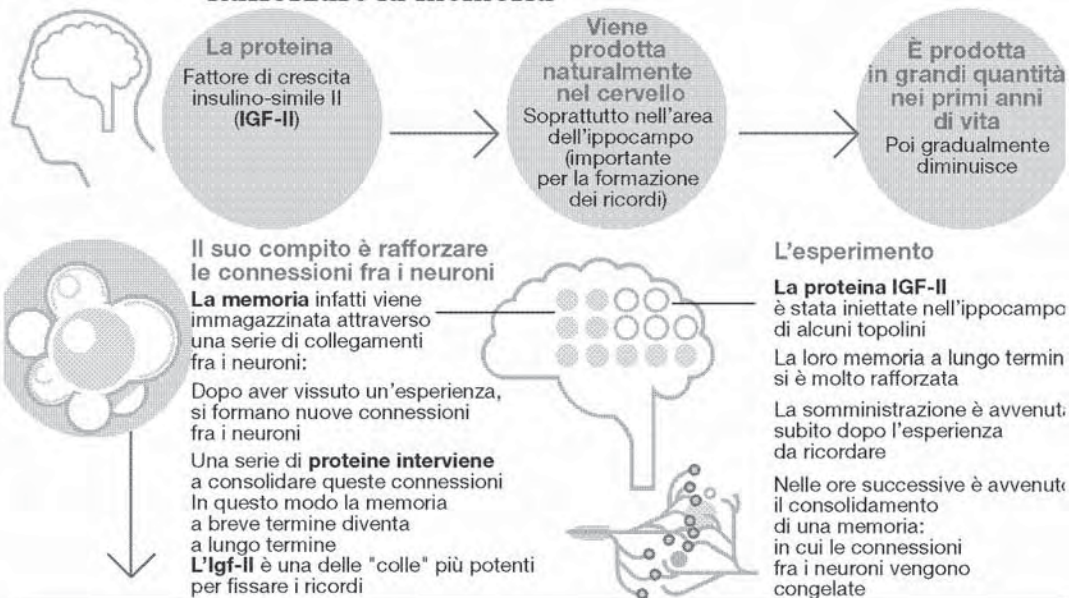 La proteina
Fattore di crescita
insulino-simile II
(IGF-II)
Viene
prodotta
naturalmente
nel cervello
Soprattutto nell'area
dell'ippocampo
(importante
per la formazione
dei ricordi)
È prodotta
in grandi quantità
nei primi anni
di vita
Poi gradualmente
diminuisce
Il suo compito è rafforzare
le connessioni fra i neuroni
La memoria infatti viene
immagazzinata attraverso
una serie di collegamenti
fra i neuroni:
Dopo aver vissuto un'esperienza,
si formano nuove connessioni
fra i neuroni
Una serie di proteine interviene
a consolidare queste connessioni
In questo modo la memoria
a breve termine diventa
a lungo termine
L'Igf-II è una delle "colle" più potenti
per fissare i ricordi
L'esperimento
La proteina IGF-II
è stata iniettate nell'ippocampo
di alcuni topolini
La loro memoria a lungo termin
si è molto rafforzata
La somministrazione è avvenuta
subito dopo l'esperienza
da ricordare
Nelle ore successive è avvenuto
il consolidamento
di una memoria:
in cui le connessioni
fra i neuroni vengono
congelate